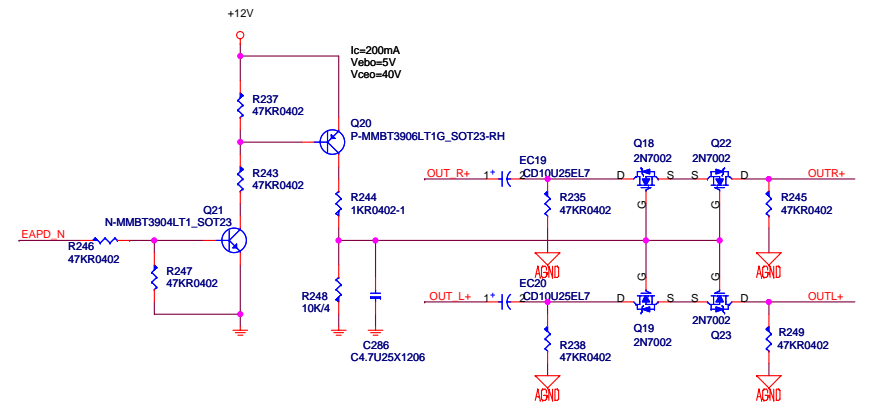 +12V
Ic=200mA
Vebo=5V
Vceo=40V
R237
47KR0402
Q20
P-MMBT3906LT1G_SOT23-RH
R243
47KR0402
Q21
N-MMBT3904LT1_SOT23
EAPD_N
R246
47KR0402
R247
47KR0402
R244
1KR0402-1
R248
10K/4
C286
C4.7U25X1206
OUT_R+
1
+
2
EC19
CD10U25EL7
R235
47KR0402
AGND
Q18
2N7002
D
S
G
Q22
2N7002
S
D
G
OUTR+
R245
47KR0402
AGND
OUT_L+
1
+
2
EC20
CD10U25EL7
R238
47KR0402
AGND
G
D
S
Q19
2N7002
G
S
D
2N7002
Q23
OUTL+
R249
47KR0402
AGND